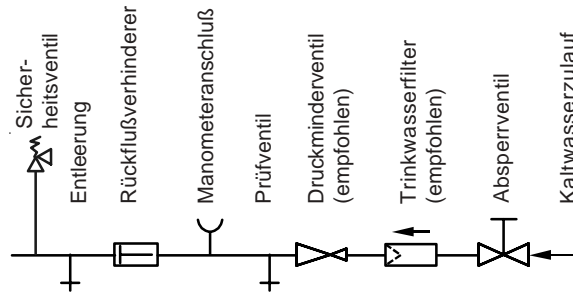 Sicher-
heitsventil
Entleerung
Rückflußverhinderer
Manometeranschluß
Prüfventil
Druckminderventil
(empfohlen)
Trinkwasserfilter
(empfohlen)
Absperrventil
Kaltwasserzulauf